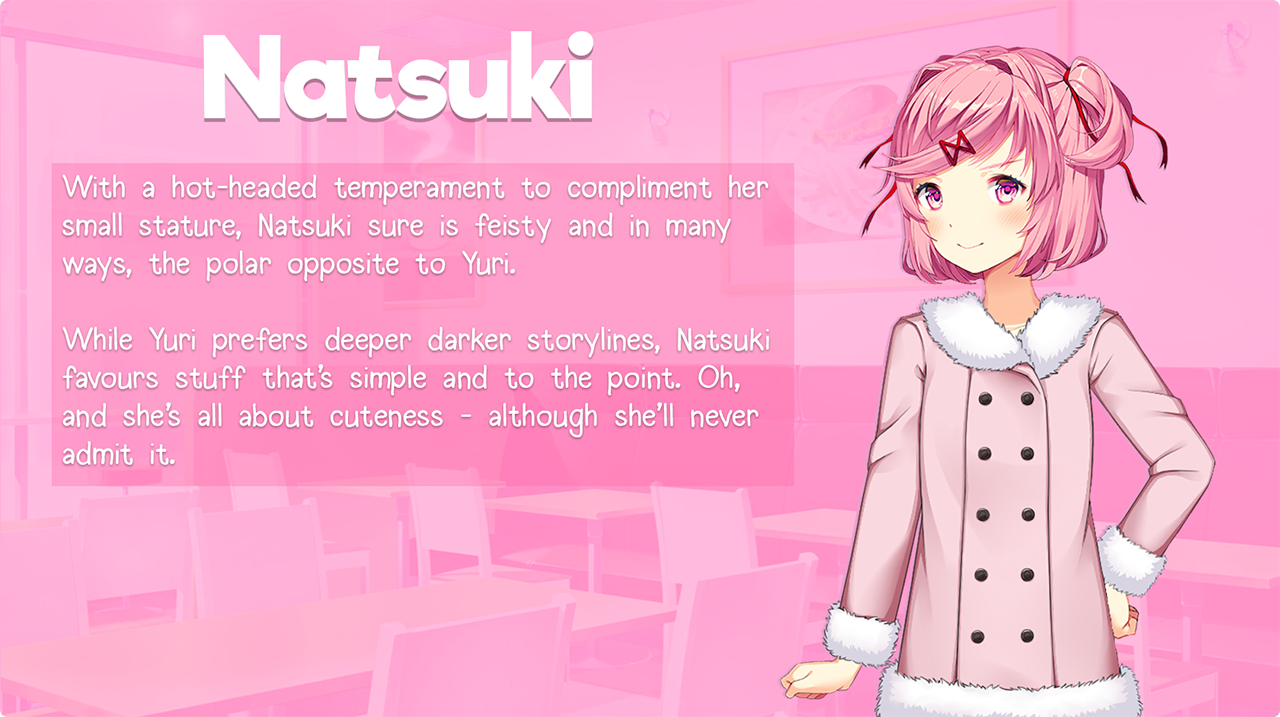 Natsuki
With a hot-headed temperament to compliment her
small stature, Natsuki sure is feisty and in many
ways, the polar opposite to Yuri.
While Yuri prefers deeper darker storylines, Natsuki
favours stuff that's simple and to the point. Oh,
and she's all about cuteness - although she'll never
admit it.